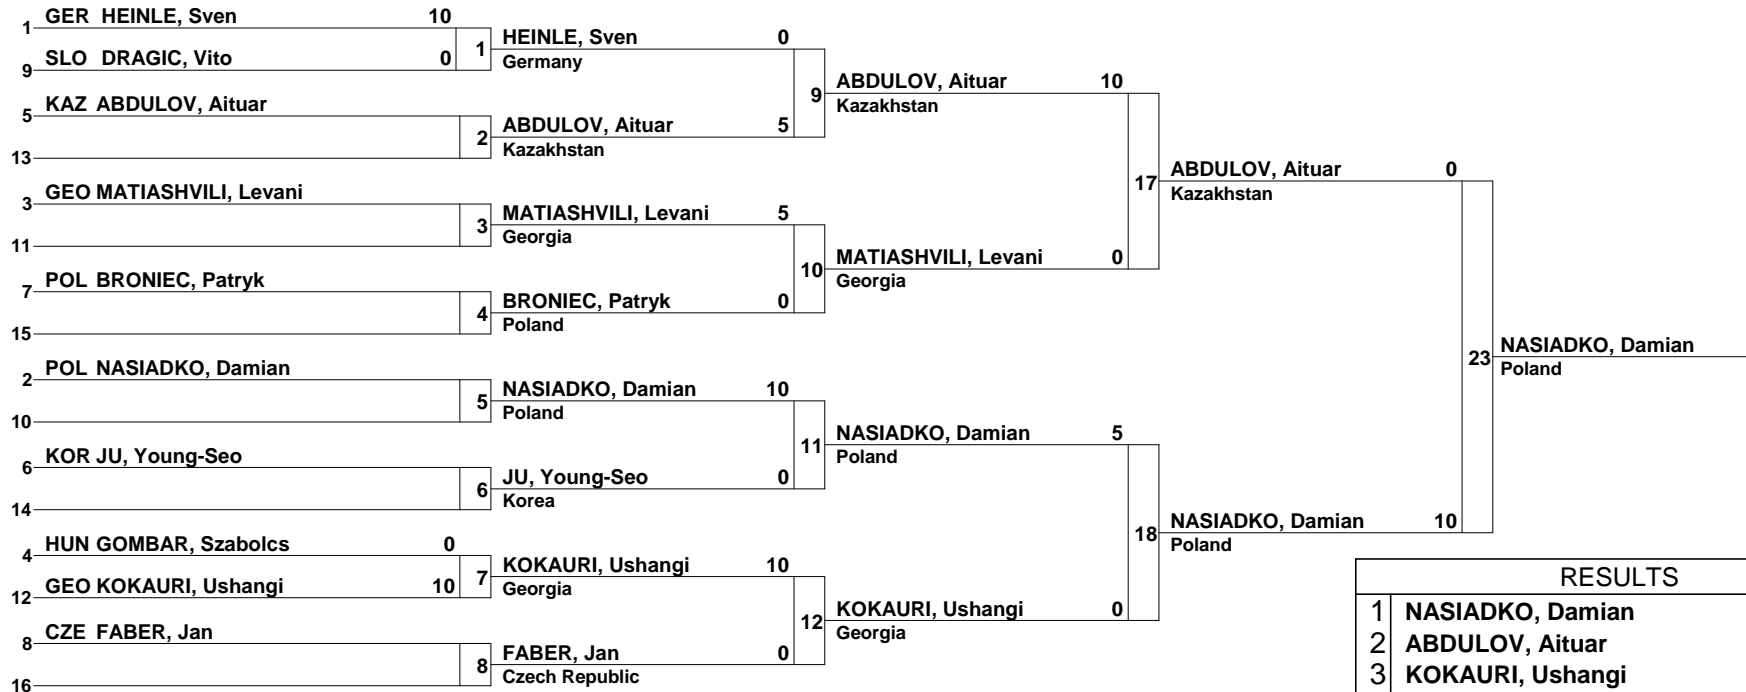 GER HEINLE, Sven 10
1
SLO DRAGIC, Vito 0
9
1
HEINLE, Sven 0
Germany
KAZ ABDULOV, Aituar
5
13
2
ABDULOV, Aituar 5
Kazakhstan
9
ABDULOV, Aituar 10
Kazakhstan
GEO MATIASHVILI, Levani
3
11
3
MATIASHVILI, Levani 5
Georgia
POL BRONIEC, Patryk
7
15
4
BRONIEC, Patryk 0
Poland
10
MATIASHVILI, Levani 0
Georgia
17
ABDULOV, Aituar 0
Kazakhstan
POL NASIADKO, Damian
2
10
5
NASIADKO, Damian 10
Poland
KOR JU, Young-Seo
6
14
6
JU, Young-Seo 0
Korea
11
NASIADKO, Damian 5
Poland
HUN GOMBAR, Szabolcs 0
4
GEO KOKAURI, Ushangi 10
12
7
KOKAURI, Ushangi 10
Georgia
CZE FABER, Jan
8
16
8
FABER, Jan 0
Czech Republic
12
KOKAURI, Ushangi 0
Georgia
18
NASIADKO, Damian 10
Poland
23
NASIADKO, Damian
Poland
RESULTS
1 NASIADKO, Damian
2 ABDULOV, Aituar
3 KOKAURI, Ushangi